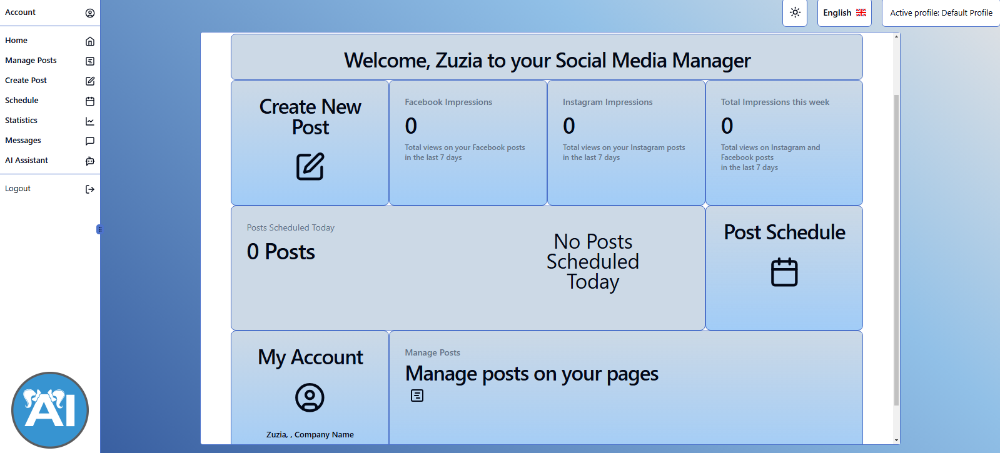 Account
Home
Manage Posts
Create Post
Schedule
Statistics
Messages
AI Assistant
Logout
AI
English
Active profile: Default Profile
Welcome, Zuzia to your Social Media Manager
Create New
Post
Facebook Impressions
0
Total views on your Facebook posts
in the last 7 days
Instagram Impressions
0
Total views on your Instagram posts
in the last 7 days
Total Impressions this week
0
Total views on Instagram and
Facebook posts
in the last 7 days
Posts Scheduled Today
0 Posts
No Posts
Scheduled
Today
Post Schedule
My Account
Zuzia, , Company Name
Manage Posts
Manage posts on your pages